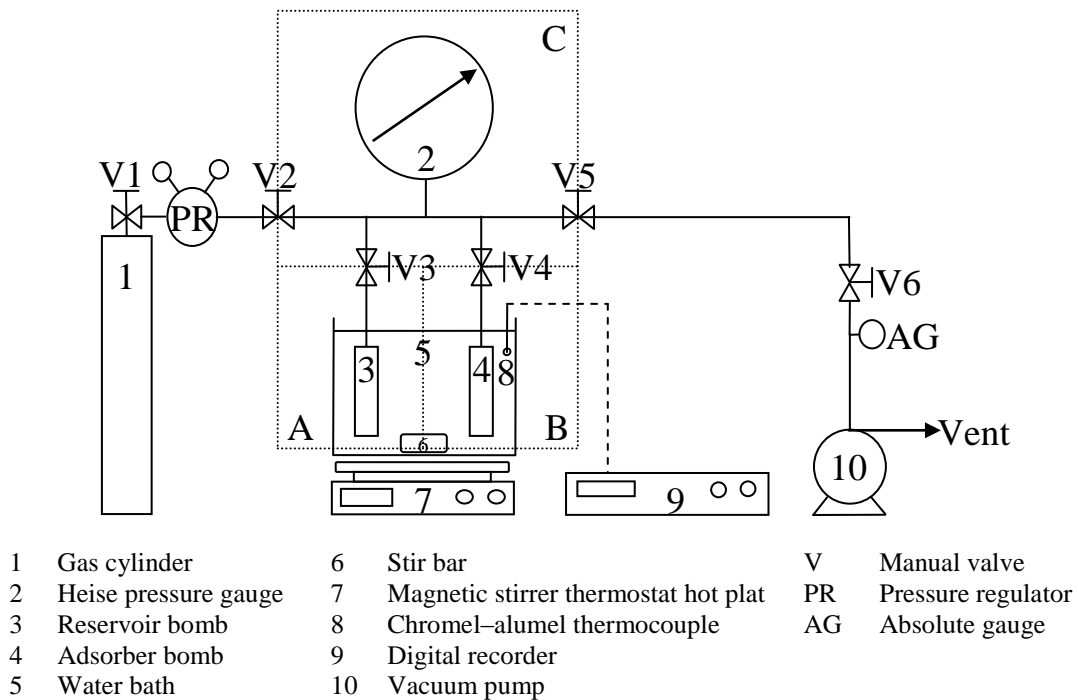 C
2
V1
V2
V5
PR
1
V3
V4
V6
AG
3
5
4
8
A
6
B
Vent
10
7
9
1 Gas cylinder
2 Heise pressure gauge
3 Reservoir bomb
4 Adsorber bomb
5 Water bath
6 Stir bar
7 Magnetic stirrer thermostat hot plat
8 Chromel–alumel thermocouple
9 Digital recorder
10 Vacuum pump
V Manual valve
PR Pressure regulator
AG Absolute gauge